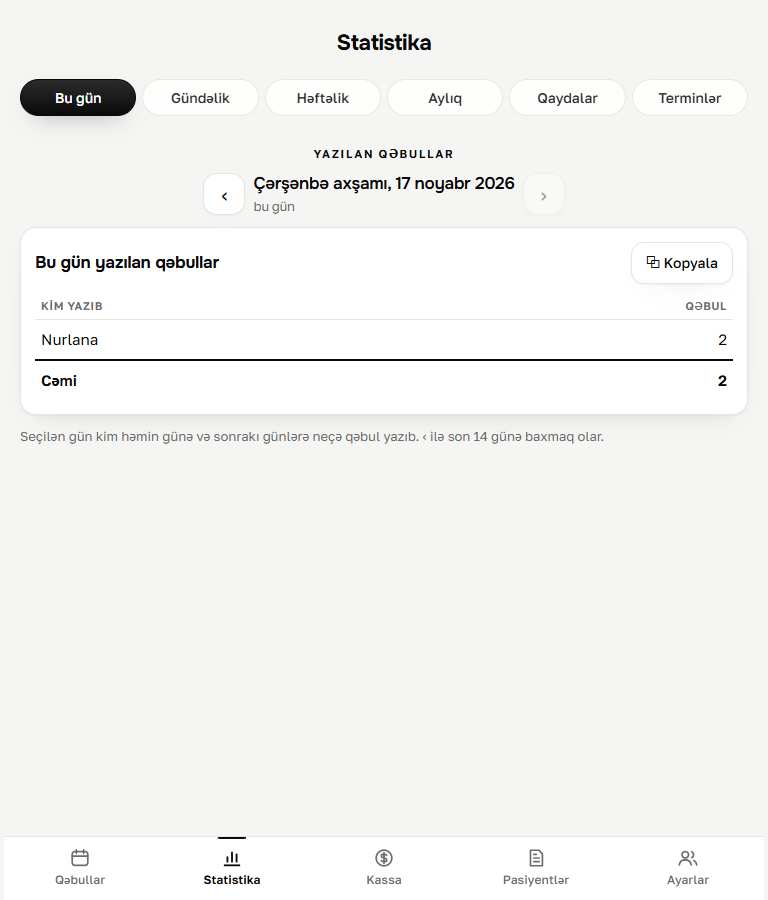 Statistika
Bu gün
Gündəlik
Həftəlik
Aylıq
Qaydalar
Terminlər
YAZILAN QƏBULLAR
‹
Çərşənbə axşamı, 17 noyabr 2026
›
bu gün
Bu gün yazılan qəbullar
Kopyala
KİM YAZIB QƏBUL
Nurlana 2
Cəmi 2
Seçilən gün kim həmin günə və sonrakı günlərə neçə qəbul yazıb. ‹ ilə son 14 günə baxmaq olar.
Qəbullar
Statistika
Kassa
Pasiyentlər
Ayarlar